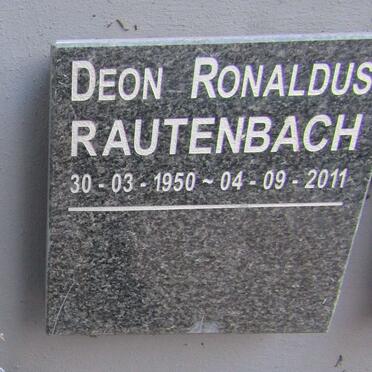 DEON RONALDUS
RAUTENBACH
30 - 03 - 1950 ~ 04 - 09 - 2011